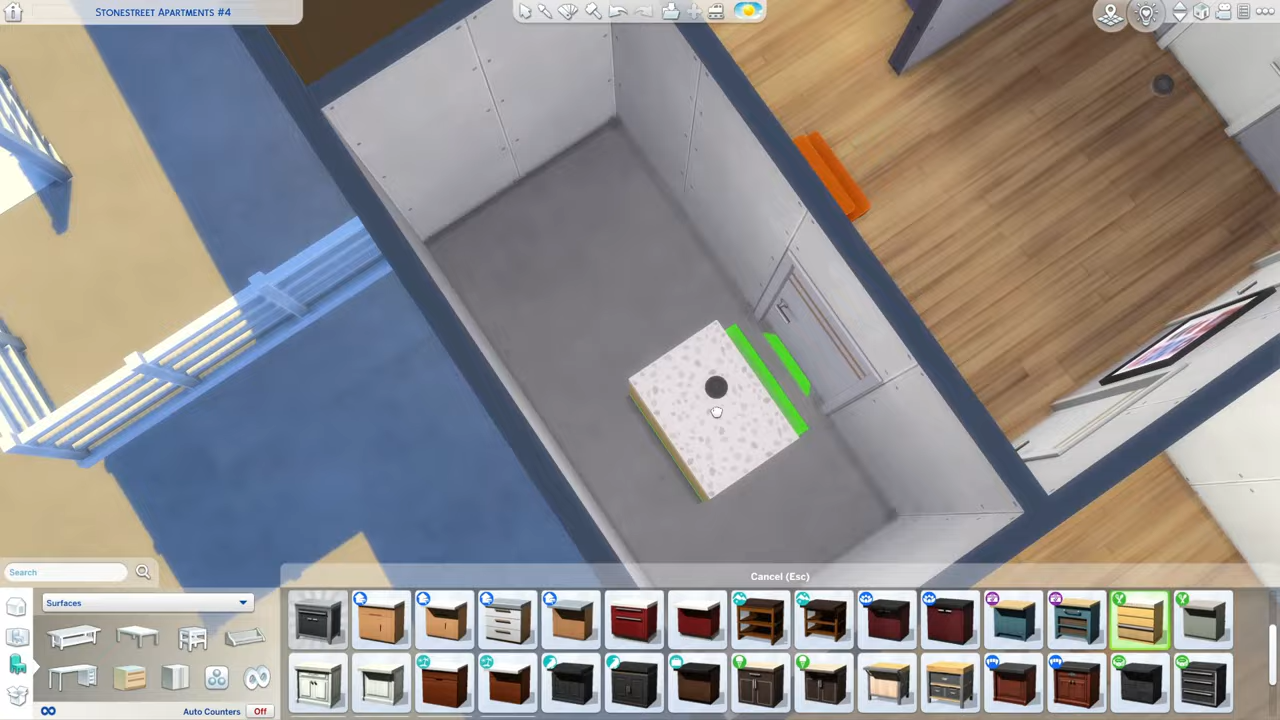 STONESTREET APARTMENTS #4
Cancel (Esc)
Search
Surfaces
Auto Counters Off